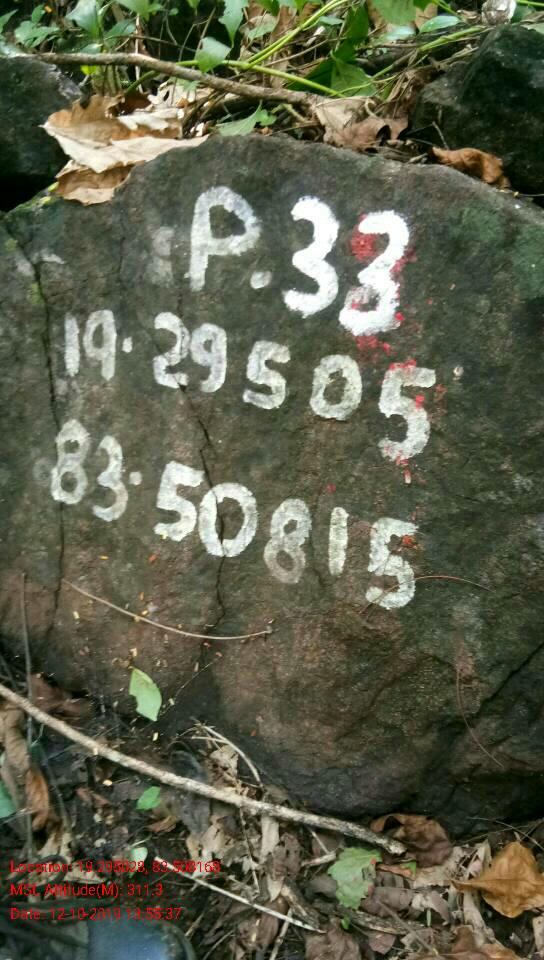 P. 33
19.29505
83.50815
Location: 19.295028, 83.508168
MSL Altitude(M): 311.3
Date: 12-10-2019 13:55:37